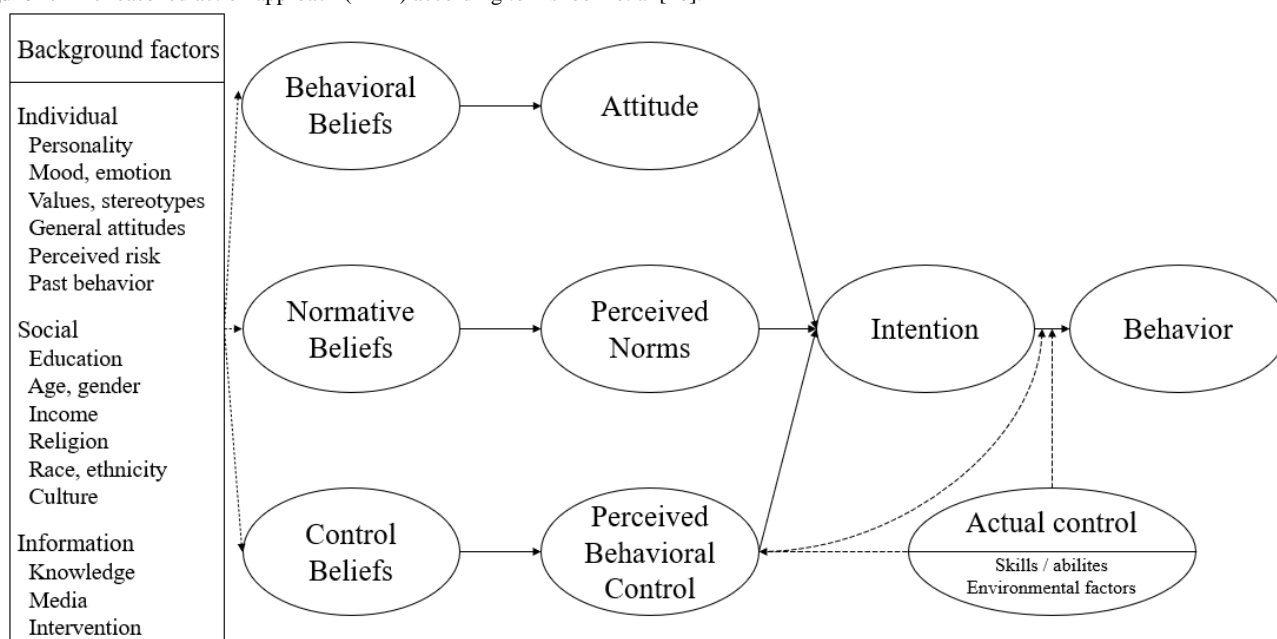 Background factors
Individual
Personality
Mood, emotion
Values, stereotypes
General attitudes
Perceived risk
Past behavior
Social
Education
Age, gender
Income
Religion
Race, ethnicity
Culture
Information
Knowledge
Media
Intervention
Behavioral
Beliefs
Attitude
Normative
Beliefs
Perceived
Norms
Intention
Behavior
Control
Beliefs
Perceived
Behavioral
Control
Actual control
Skills / abilites
Environmental factors